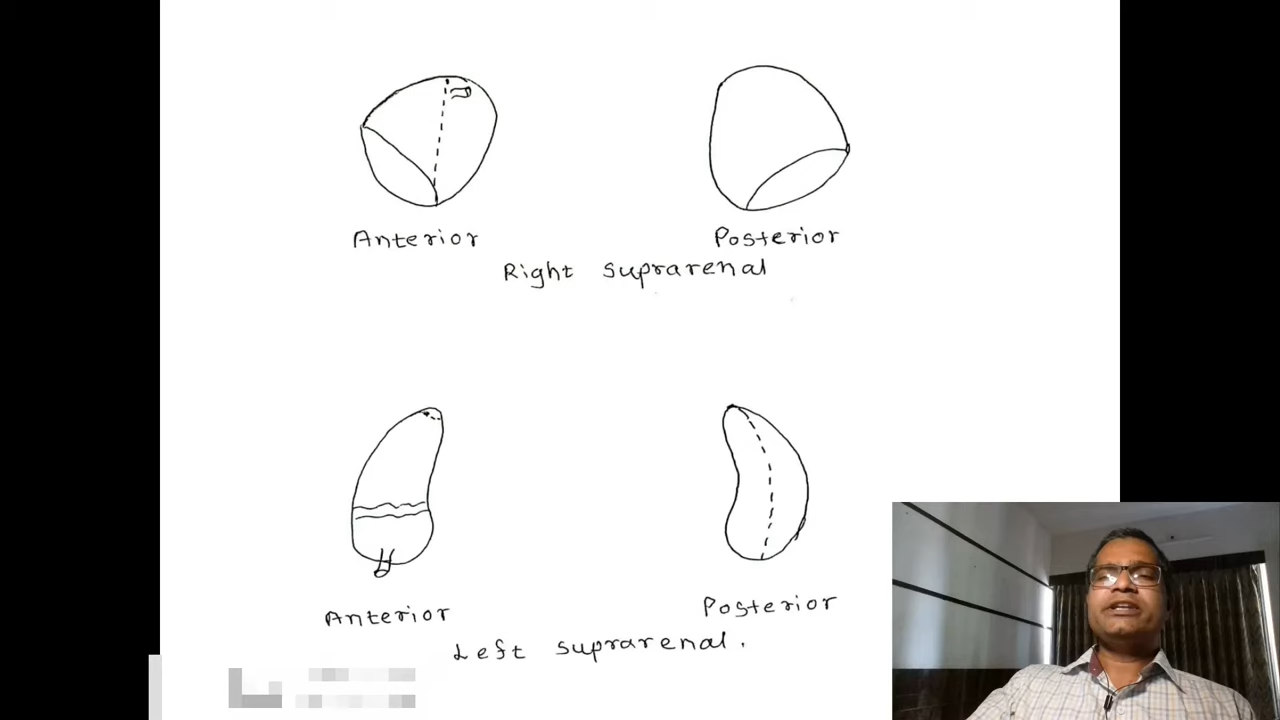 Anterior
Posterior
Right suprarenal
Anterior
Posterior
Left suprarenal.